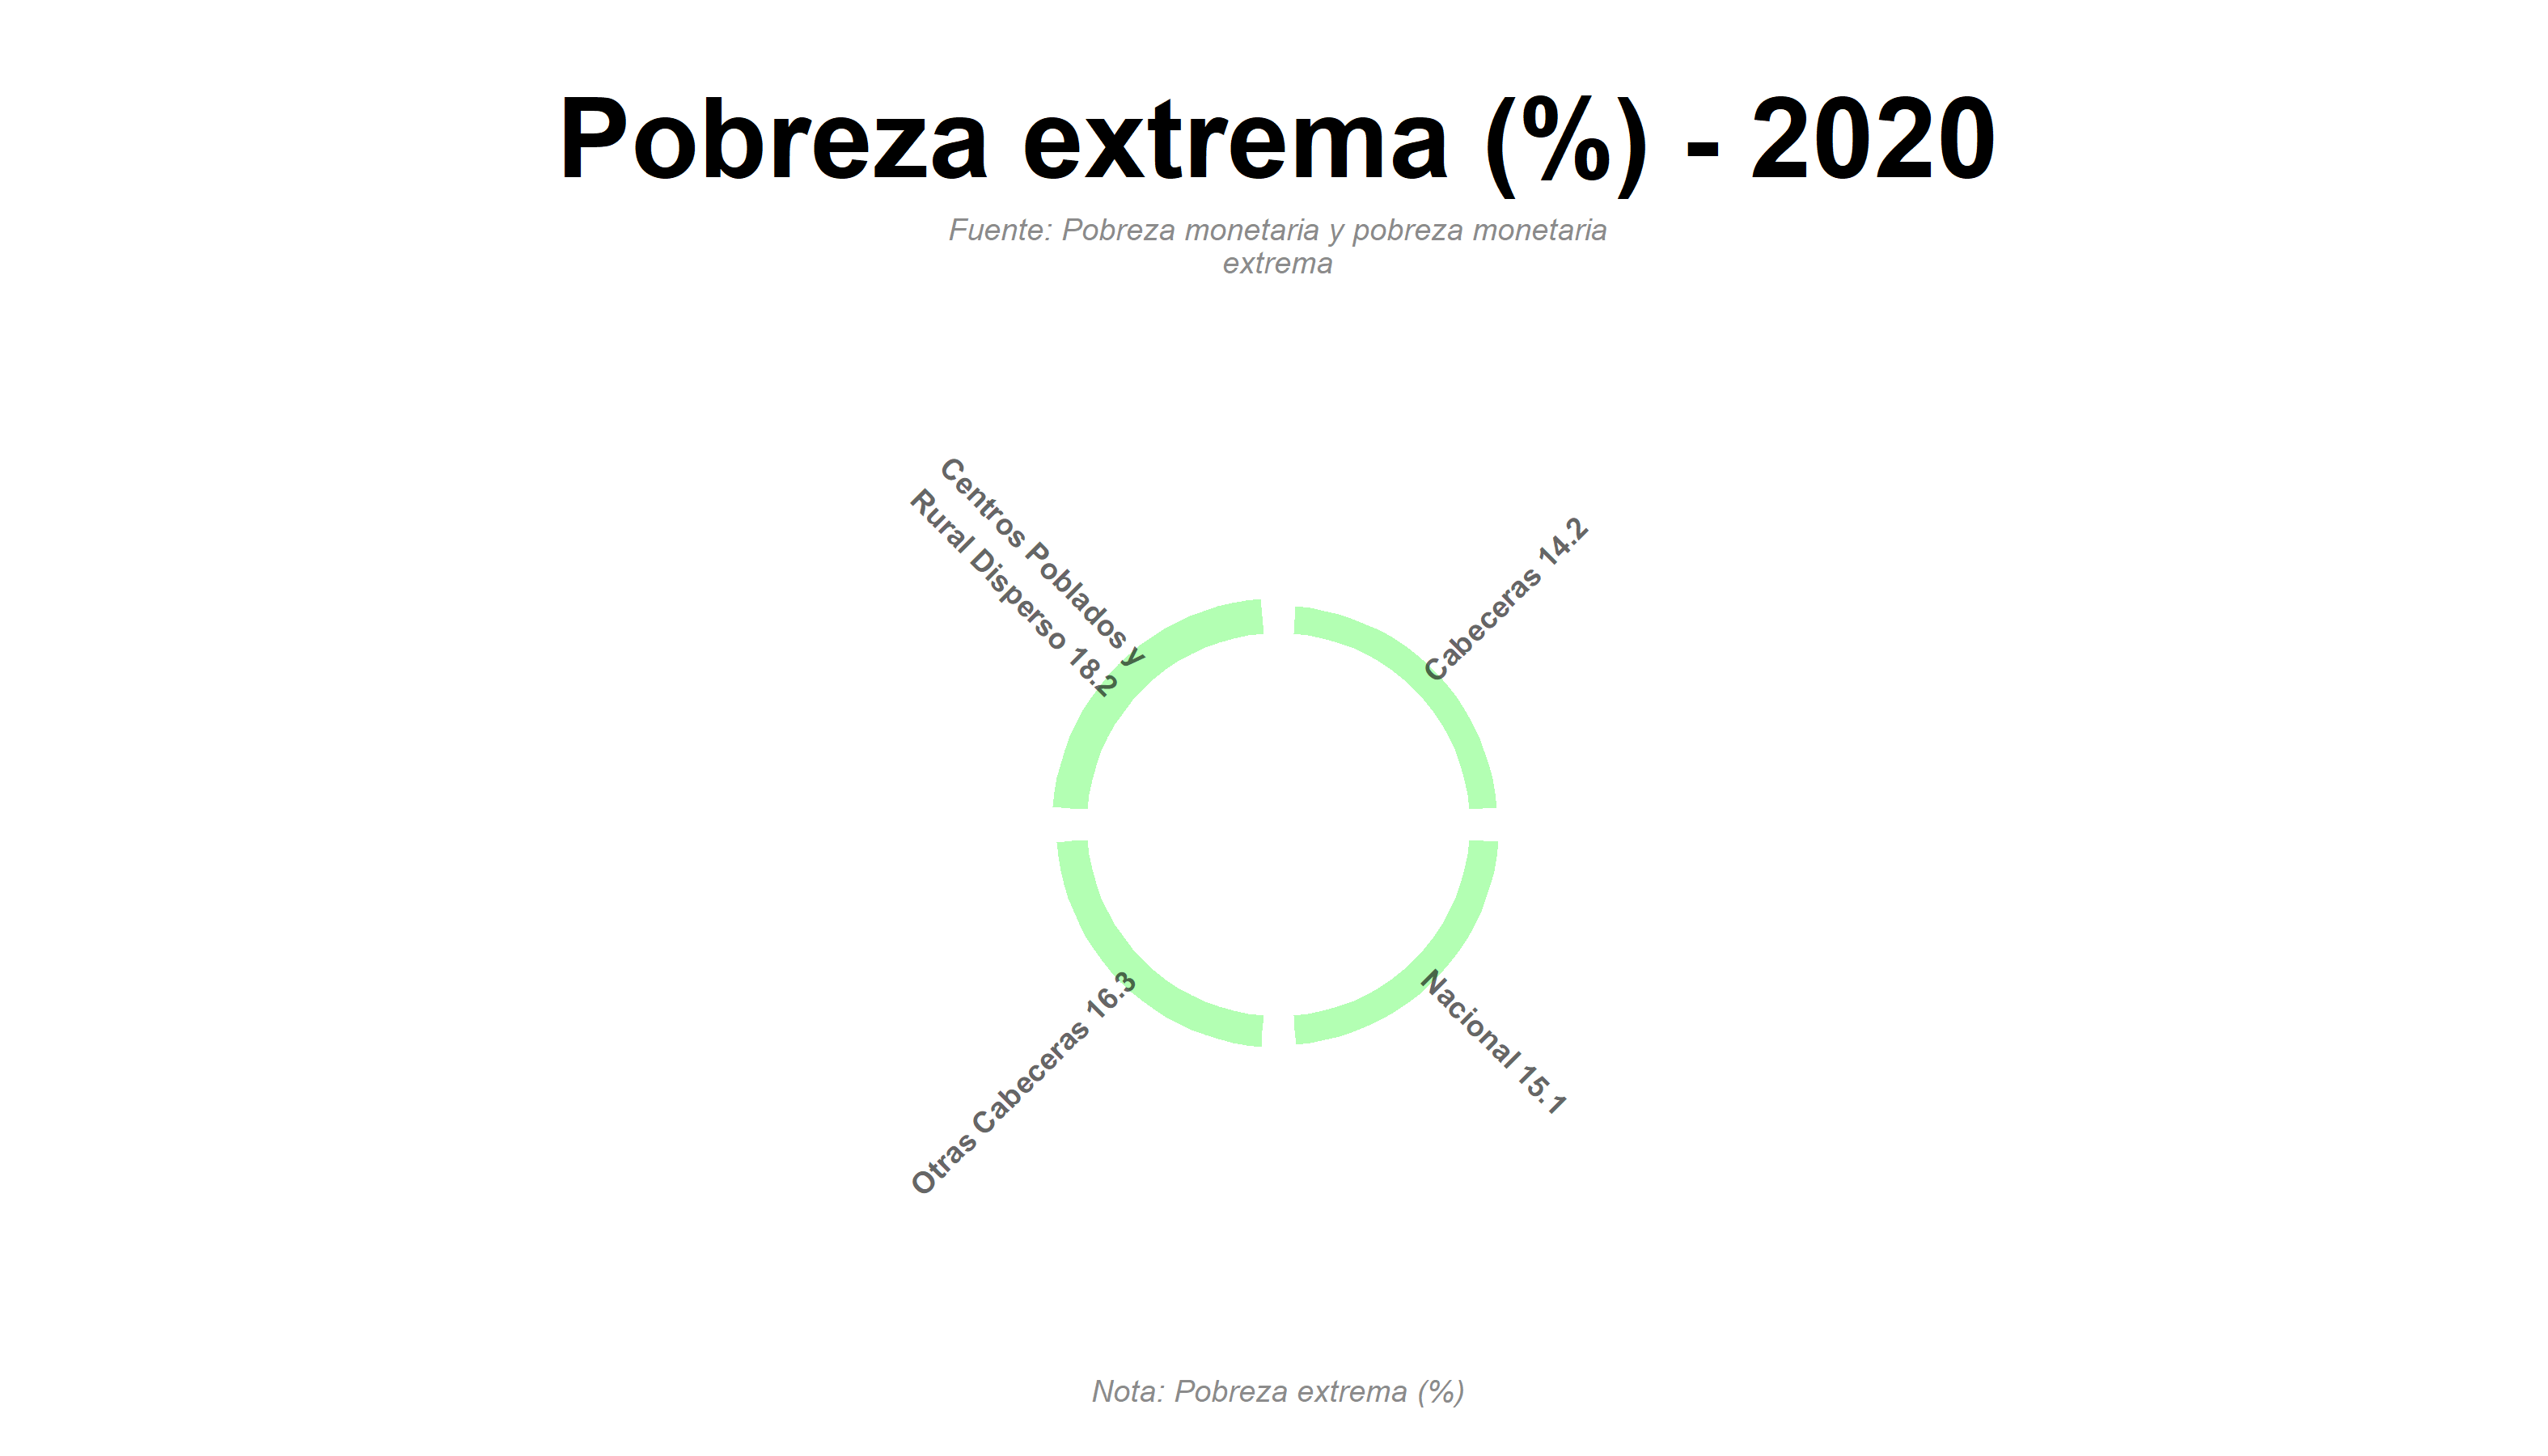 Pobreza extrema (%) - 2020
Fuente: Pobreza monetaria y pobreza monetaria
extrema
Centros Poblados y
Rural Disperso 18.2
Cabeceras 14.2
Otras Cabeceras 16.3
Nacional 15.1
Nota: Pobreza extrema (%)